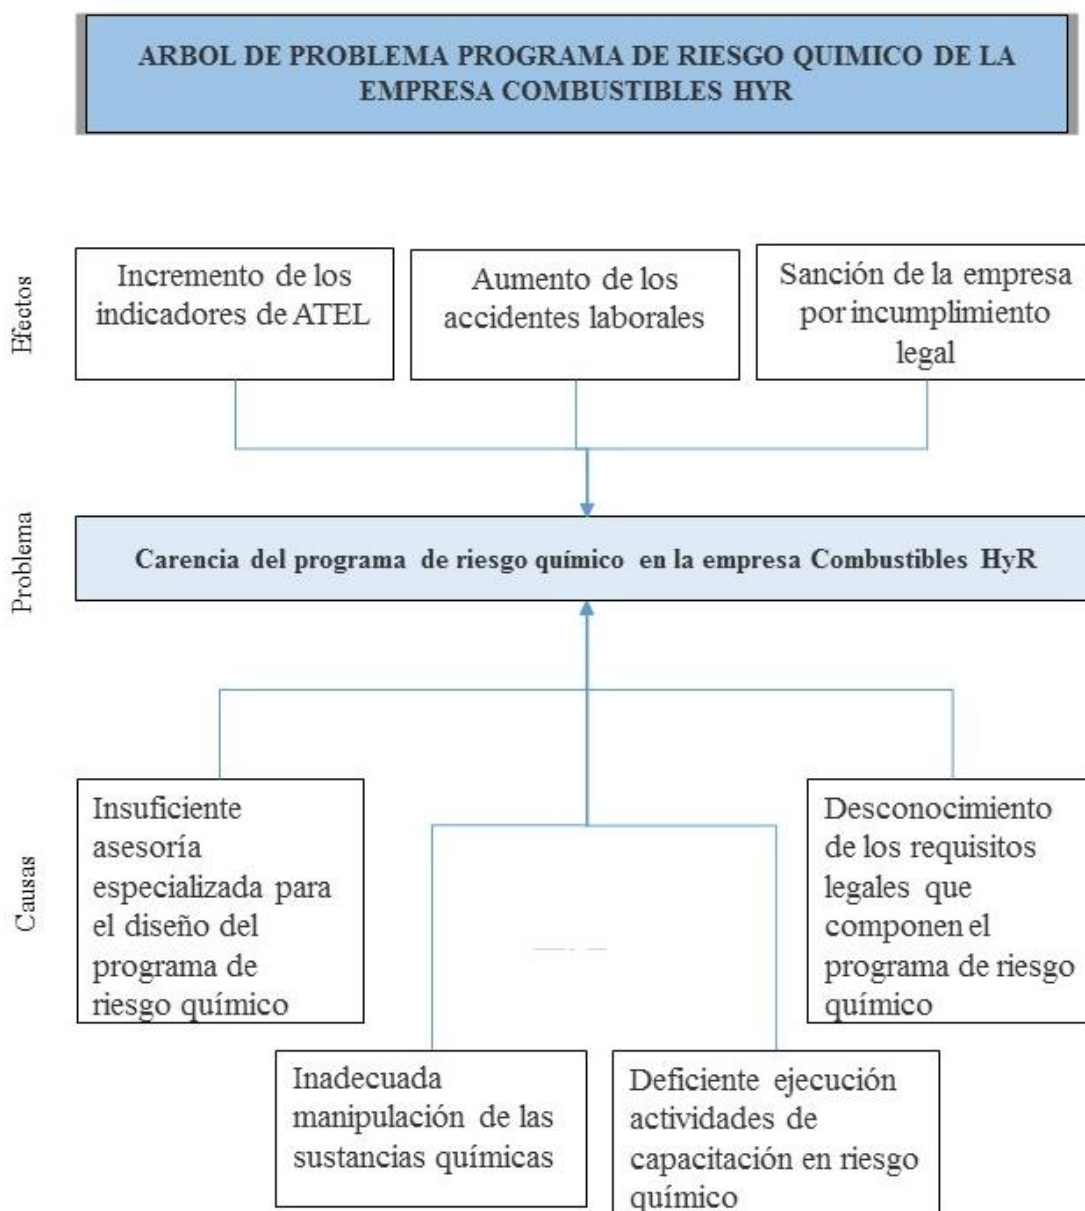 ARBOL DE PROBLEMA PROGRAMA DE RIESGO QUIMICO DE LA
EMPRESA COMBUSTIBLES HYR
Efectos
Incremento de los
indicadores de ATEL
Aumento de los
accidentes laborales
Sanción de la empresa
por incumplimiento
legal
Problema
Carencia del programa de riesgo químico en la empresa Combustibles HyR
Causas
Insuficiente
asesoría
especializada para
el diseño del
programa de
riesgo químico
Desconocimiento
de los requisitos
legales que
componen el
programa de riesgo
químico
Inadecuada
manipulación de las
sustancias químicas
Deficiente ejecución
actividades de
capacitación en riesgo
químico